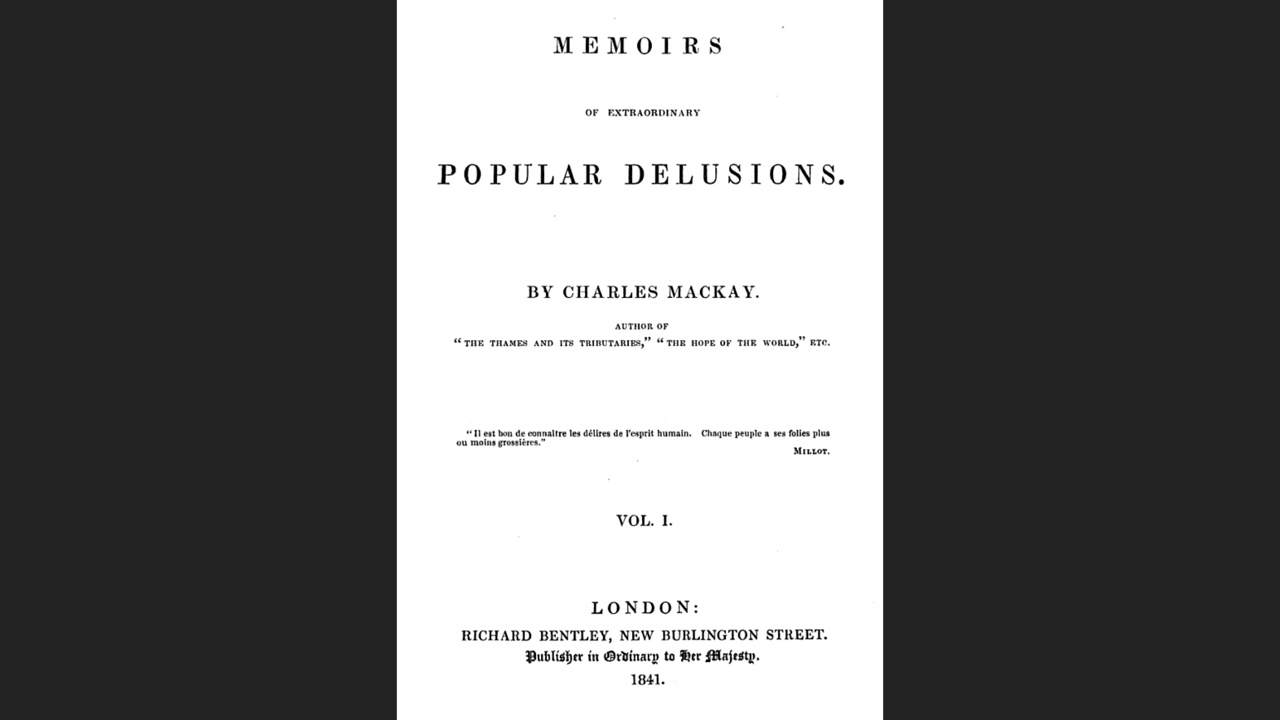 MEMOIRS
OF EXTRAORDINARY
POPULAR DELUSIONS.
BY CHARLES MACKAY.
AUTHOR OF
“THE THAMES AND ITS TRIBUTARIES,” “THE HOPE OF THE WORLD,” ETC.
“Il est bon de connaître les délires de l'esprit humain. Chaque peuple a ses folies plus
ou moins grossières.”
MILLOT.
VOL. I.
LONDON:
RICHARD BENTLEY, NEW BURLINGTON STREET.
Publisher in Ordinary to Her Majesty.
1841.